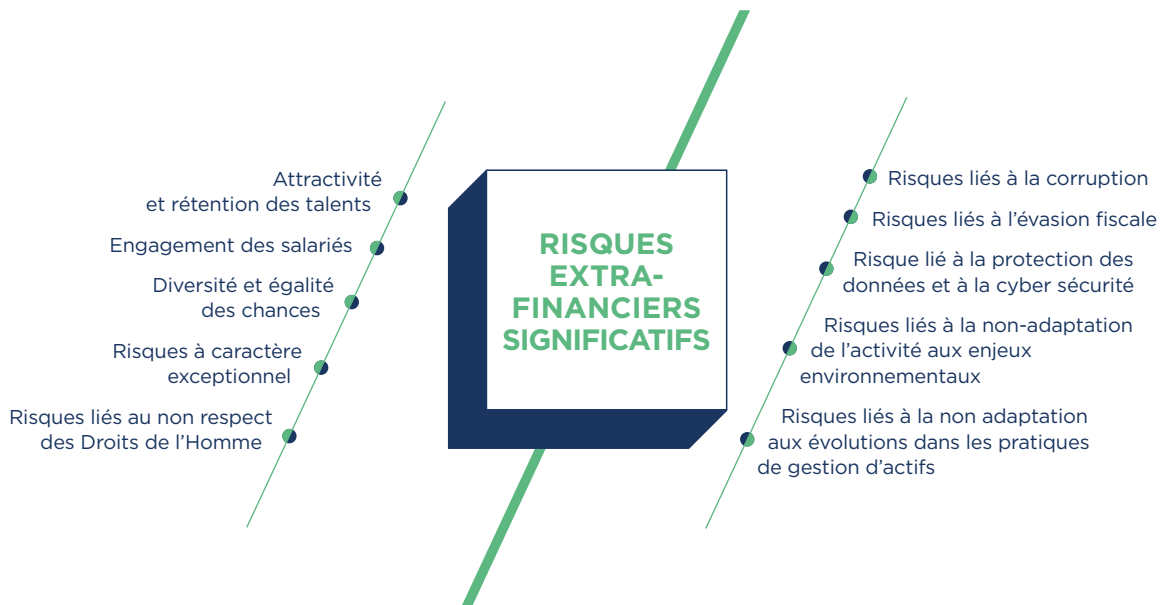 Attractivité
et rétention des talents
Engagement des salariés
Diversité et égalité
des chances
Risques à caractère
exceptionnel
Risques liés au non respect
des Droits de l'Homme
RISQUES
EXTRA-
FINANCIERS
SIGNIFICATIFS
Risques liés à la corruption
Risques liés à l'évasion fiscale
Risque lié à la protection des
données et à la cyber sécurité
Risques liés à la non-adaptation
de l'activité aux enjeux
environnementaux
Risques liés à la non adaptation
aux évolutions dans les pratiques
de gestion d'actifs